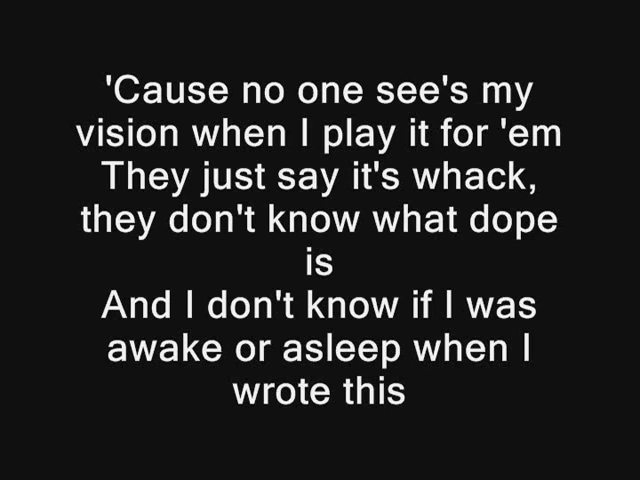 'Cause no one see's my
vision when I play it for 'em
They just say it's whack,
they don't know what dope
is
And I don't know if I was
awake or asleep when I
wrote this